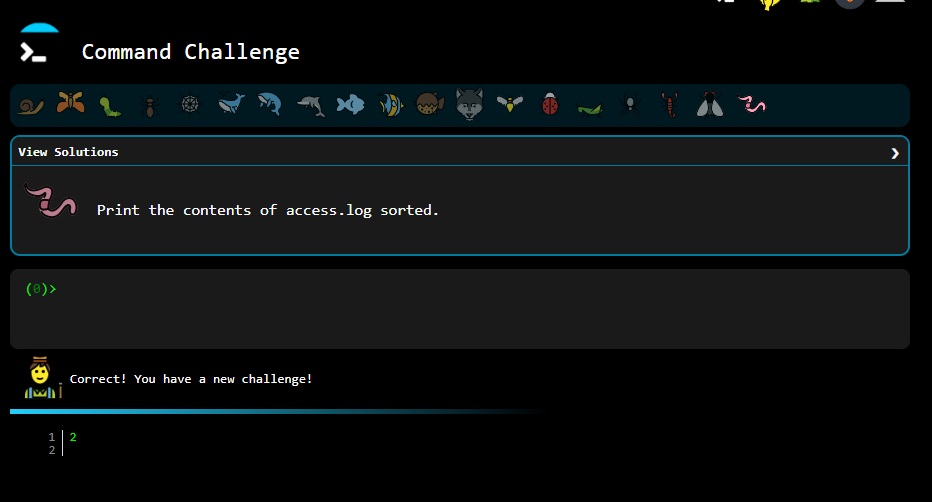 Command Challenge
View Solutions
Print the contents of access.log sorted.
(0)>
Correct! You have a new challenge!
1 2
2